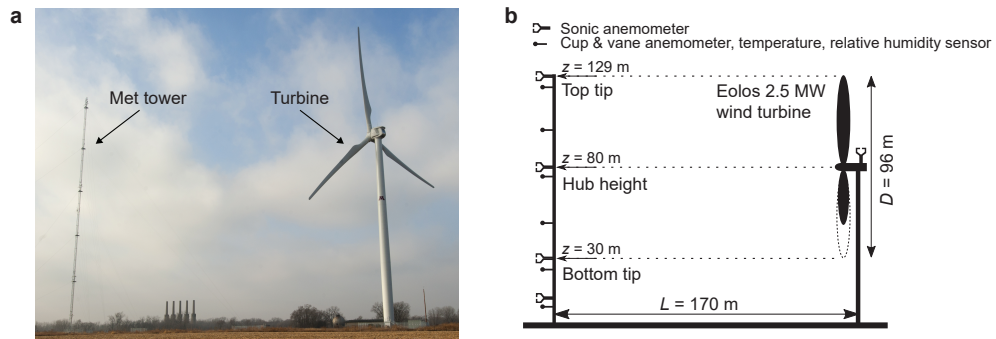 a
Met tower
Turbine
b
Sonic anemometer
Cup & vane anemometer, temperature, relative humidity sensor
z = 129 m
Top tip
Eolos 2.5 MW
wind turbine
z = 80 m
Hub height
D = 96 m
z = 30 m
Bottom tip
L = 170 m